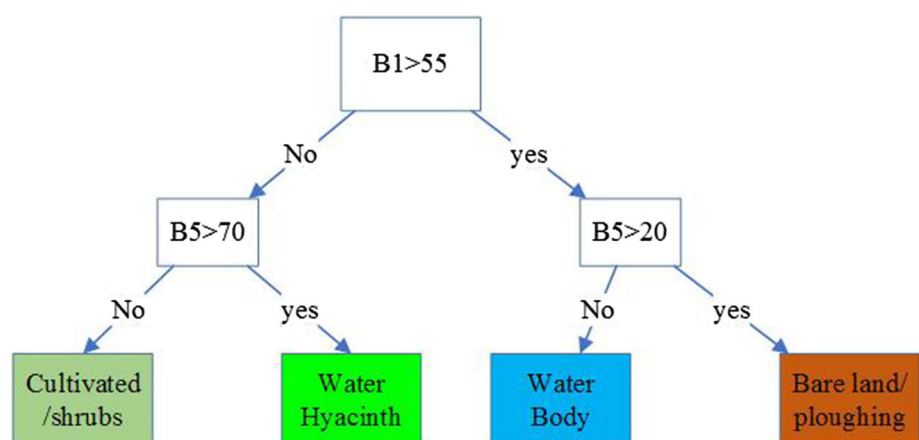 B1>55
No
yes
B5>70
B5>20
No
yes
No
yes
Cultivated
/shrubs
Water
Hyacinth
Water
Body
Bare land/
ploughing